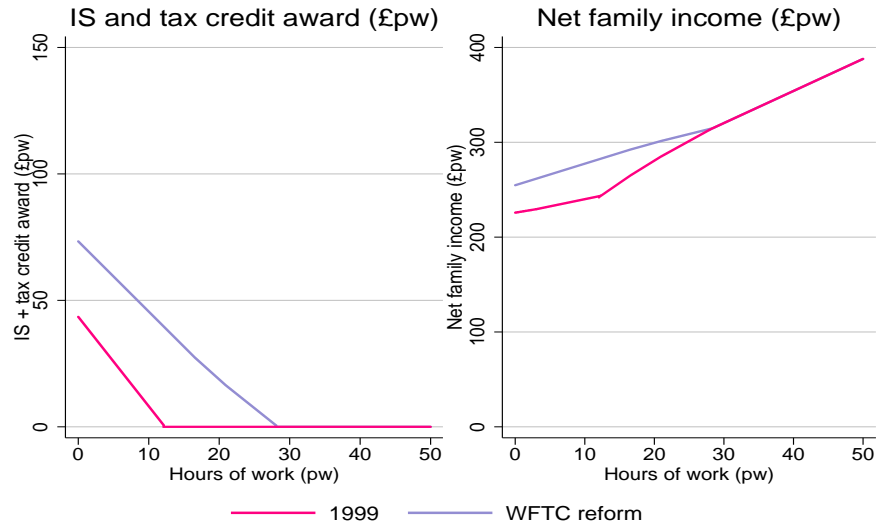 IS and tax credit award (£pw)
IS + tax credit award (£pw)
150
100
50
0
0 10 20 30 40 50
Hours of work (pw)
Net family income (£pw)
Net family income (£pw)
400
300
200
100
0
0 10 20 30 40 50
Hours of work (pw)
1999 WFTC reform